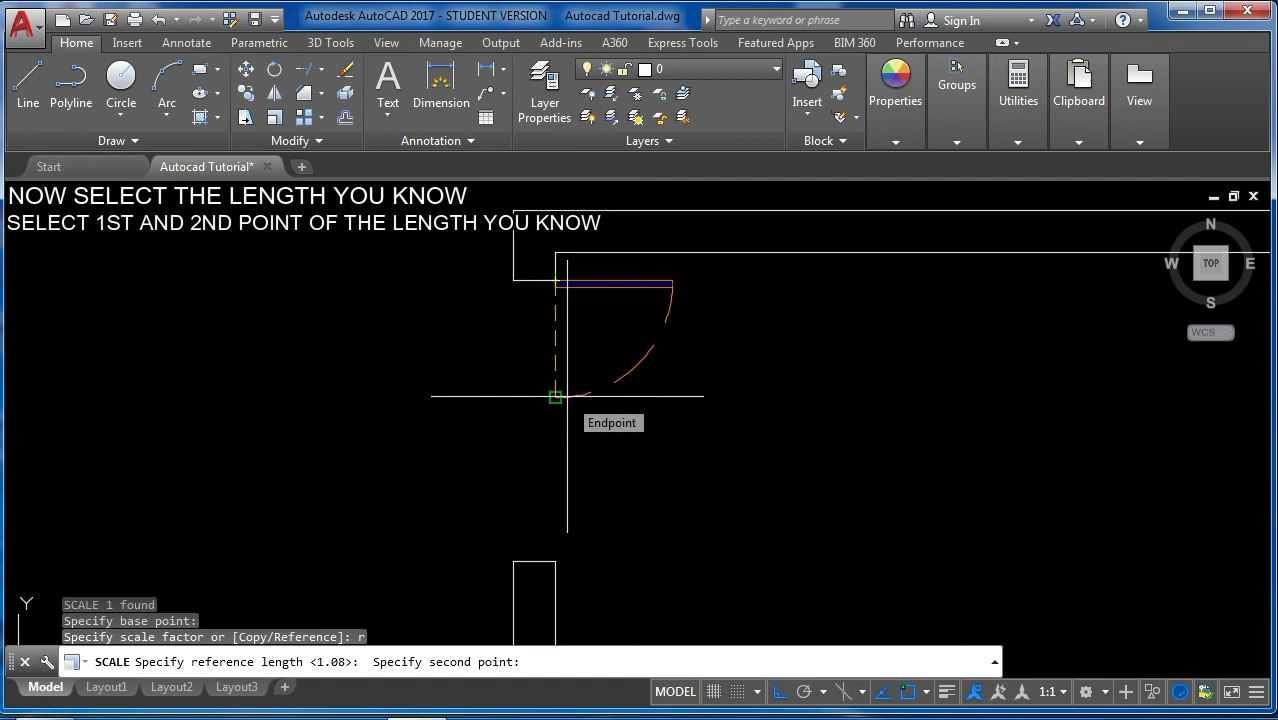 Autodesk AutoCAD 2017 - STUDENT VERSION Autocad Tutorial.dwg
Type a keyword or phrase
Sign In
Home Insert Annotate Parametric 3D Tools View Manage Output Add-ins A360 Express Tools Featured Apps BIM 360 Performance
0
Line Polyline Circle Arc Text Dimension Layer Properties Insert Properties Groups Utilities Clipboard View
Draw Modify Annotation Layers Block
Start Autocad Tutorial* +
NOW SELECT THE LENGTH YOU KNOW
SELECT 1ST AND 2ND POINT OF THE LENGTH YOU KNOW
N
W TOP E
S
WCS
Endpoint
Y
SCALE 1 found
Specify base point:
Specify scale factor or [Copy/Reference]: r
SCALE Specify reference length <1.08>: Specify second point:
Model Layout1 Layout2 Layout3 + MODEL 1:1